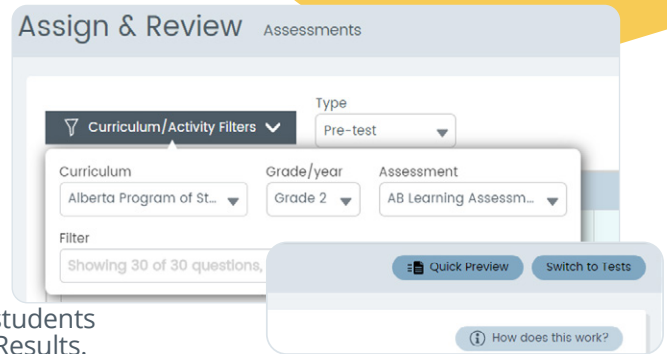 Assign & Review Assessments
Type
Curriculum/Activity Filters
Pre-test
Curriculum Grade/year Assessment
Alberta Program of St... Grade 2 AB Learning Assessm...
Filter
Showing 30 of 30 questions,
Quick Preview Switch to Tests
students
Results.
How does this work?